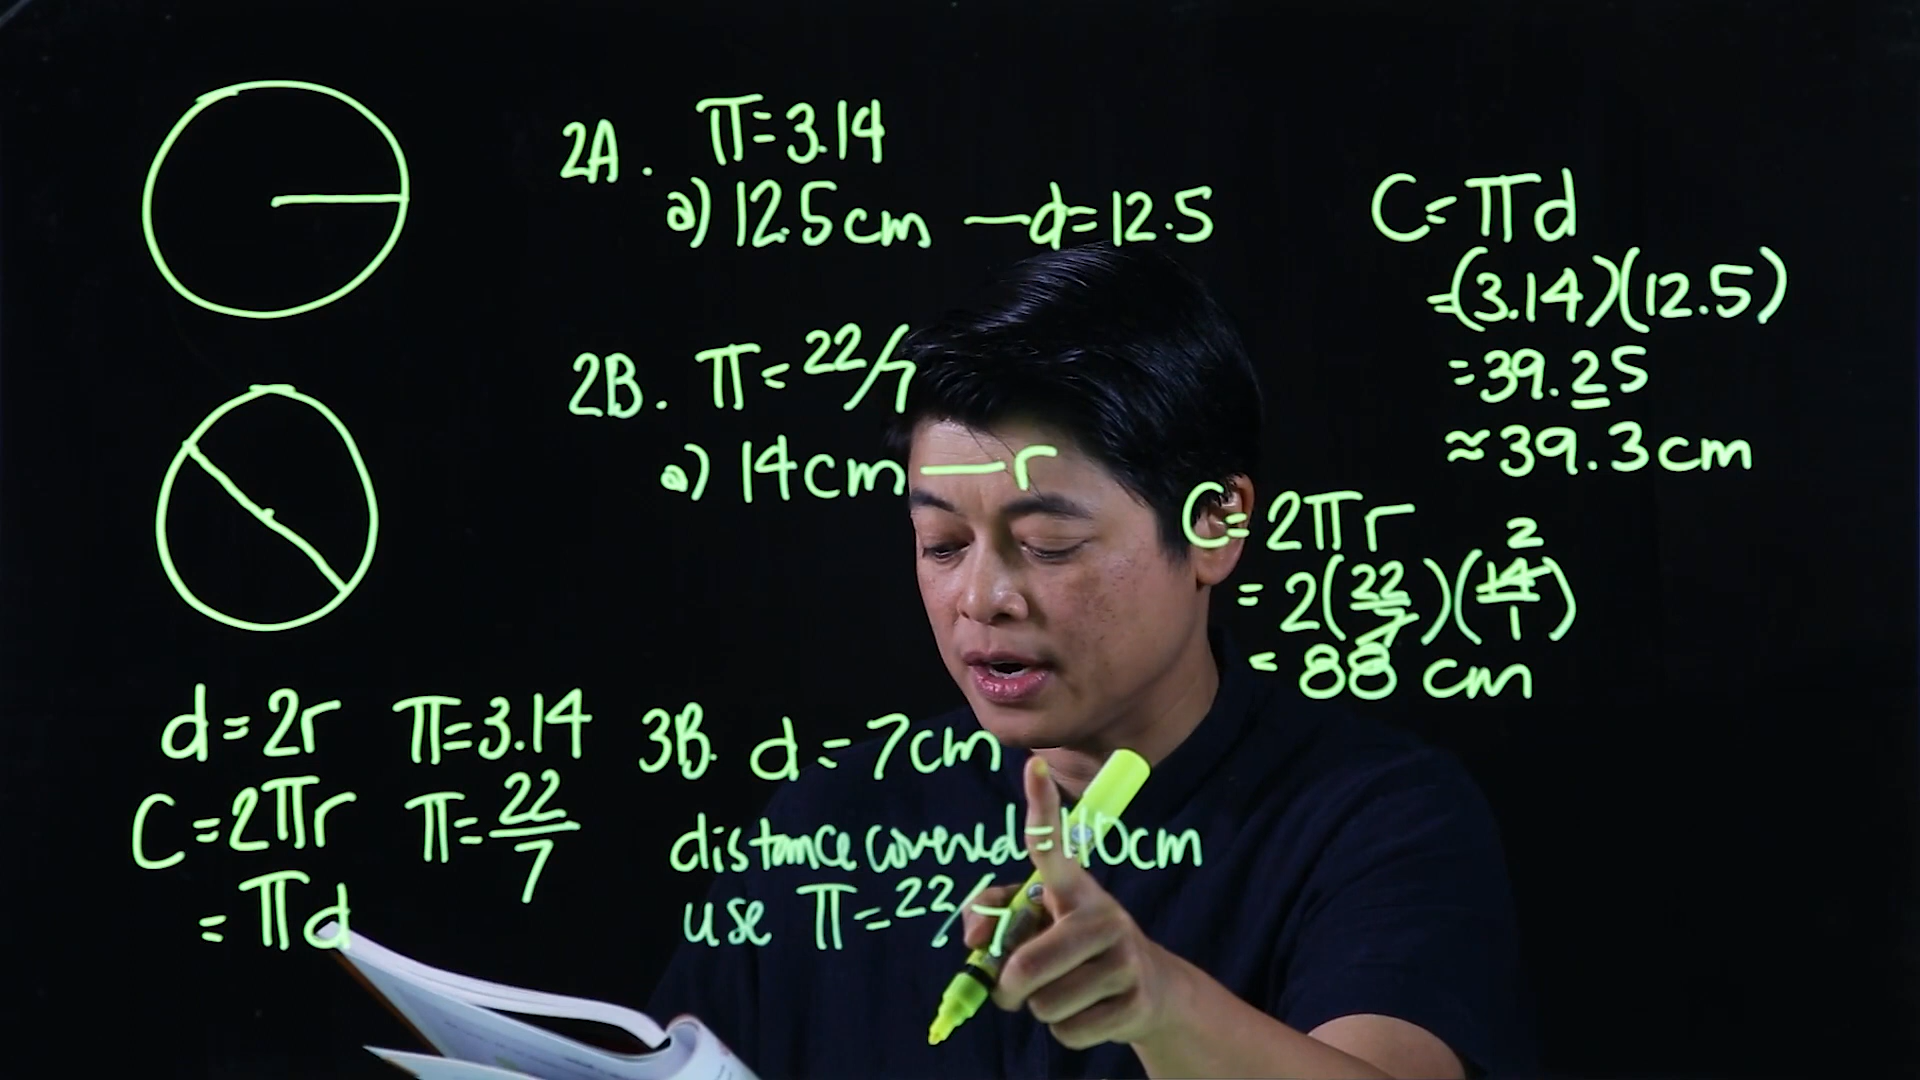 2A. π=3.14
a) 12.5cm —d=12.5
C=πd
=(3.14)(12.5)
=39.25
≈39.3cm
2B. π=22/7
a) 14cm—r
C=2πr
2
=2(22/7)(14/1)
=88 cm
d=2r π=3.14
C=2πr π=22/7
=πd
3B. d=7cm
distance covered=110cm
use π=22/7